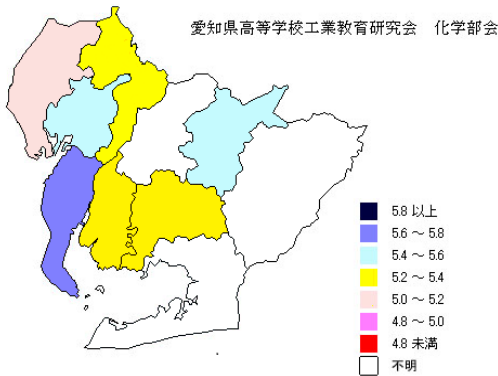 愛知県高等学校工業教育研究会　化学部会
5.8 以上
5.6 ～ 5.8
5.4 ～ 5.6
5.2 ～ 5.4
5.0 ～ 5.2
4.8 ～ 5.0
4.8 未満
不明